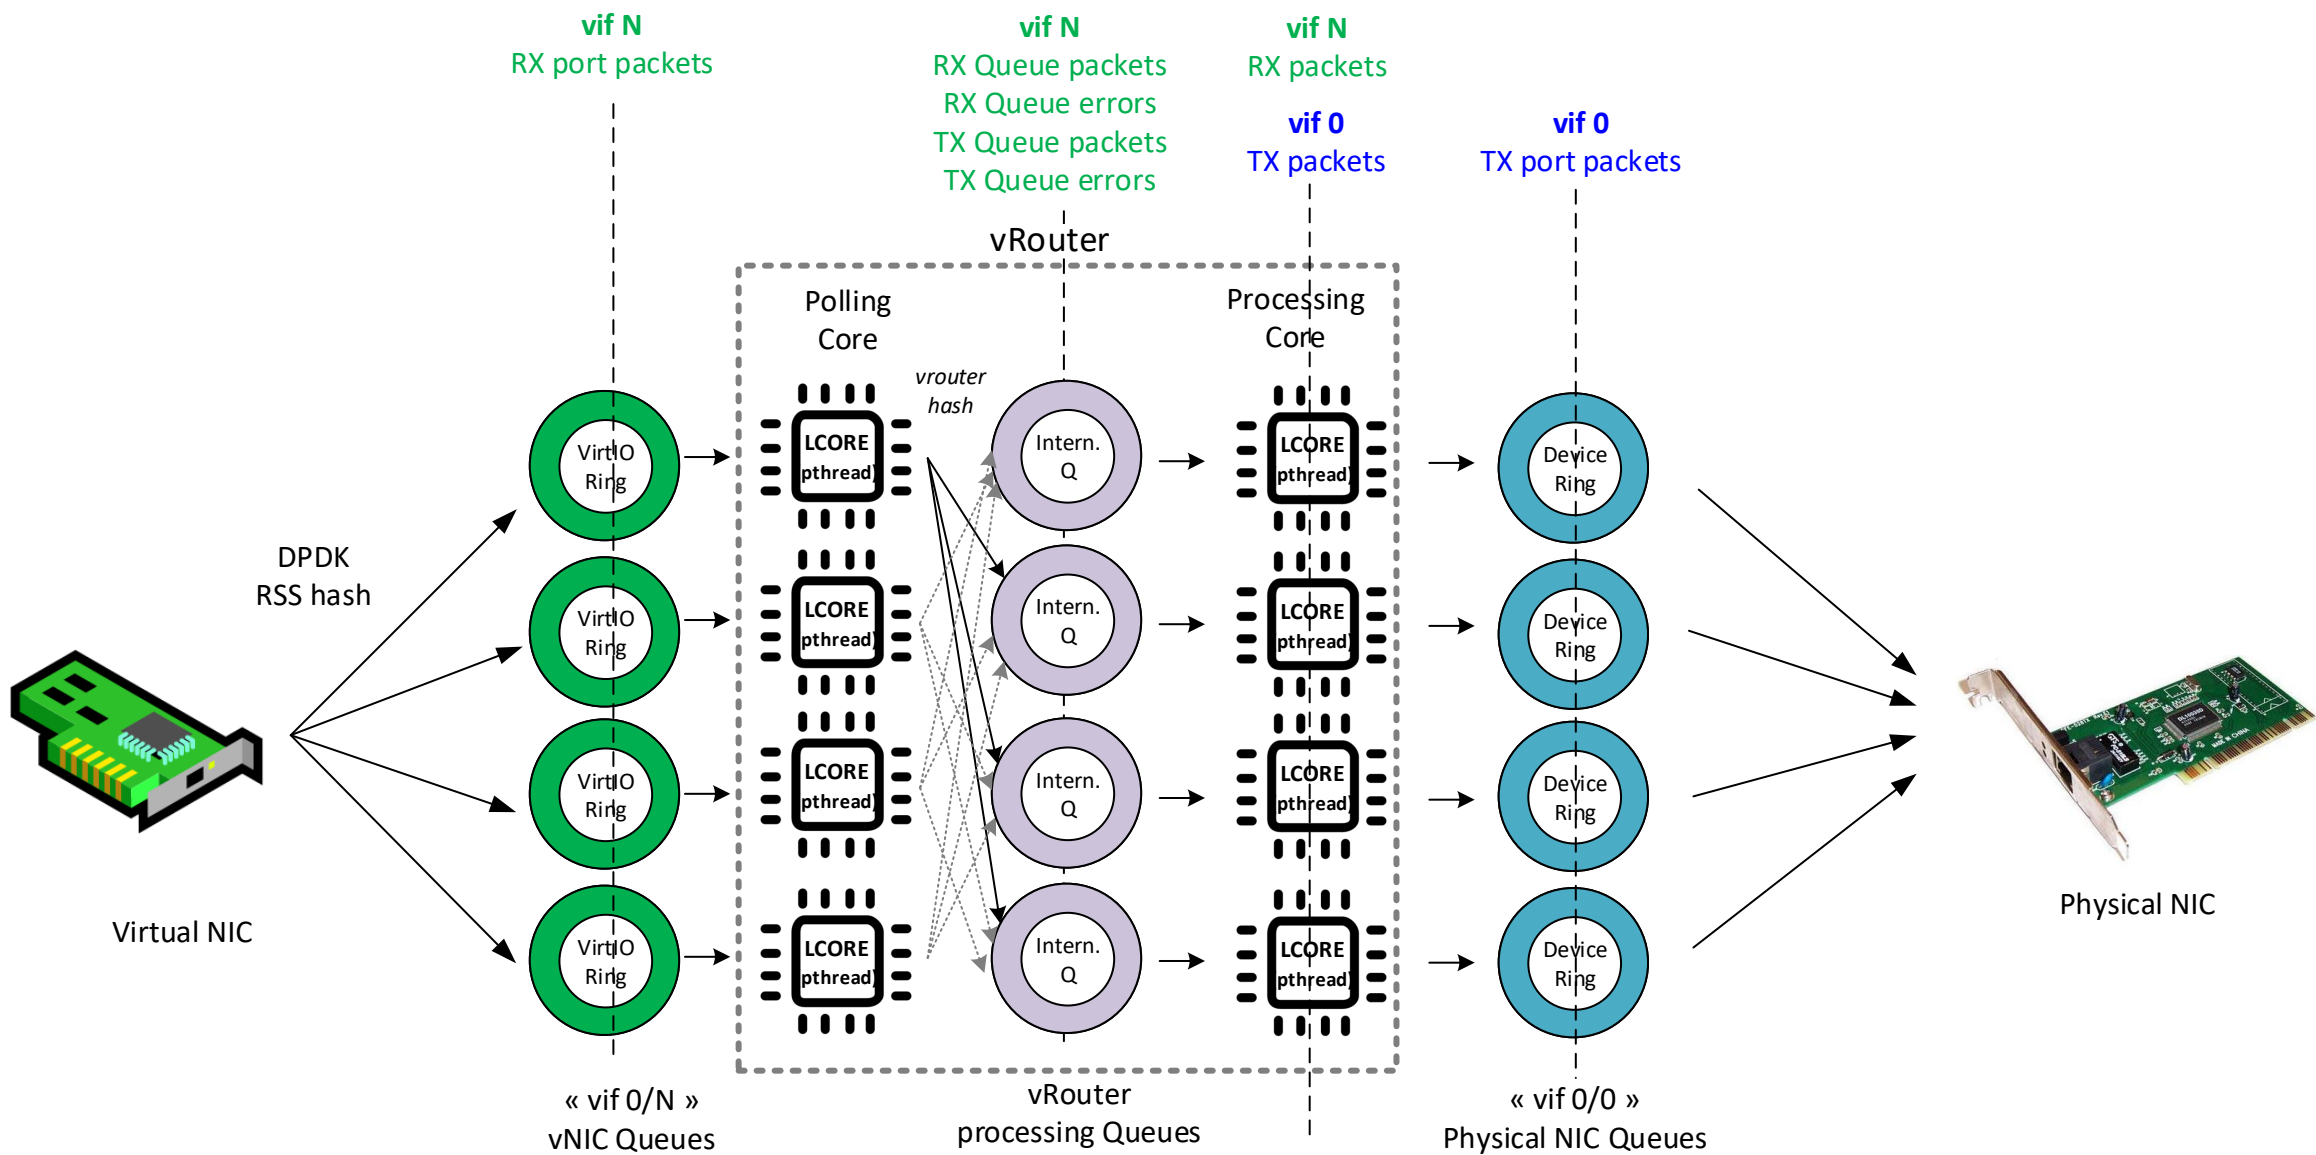 vif N
RX port packets
vif N
RX Queue packets
RX Queue errors
TX Queue packets
TX Queue errors
vif N
RX packets
vif 0
TX packets
vif 0
TX port packets
vRouter
Polling
Core
Processing
Core
vrouter
hash
DPDK
RSS hash
VirtIO
Ring
LCORE
pthread)
Intern.
Q
LCORE
pthread)
Device
Ring
VirtIO
Ring
LCORE
pthread)
Intern.
Q
LCORE
pthread)
Device
Ring
VirtIO
Ring
LCORE
pthread)
Intern.
Q
LCORE
pthread)
Device
Ring
VirtIO
Ring
LCORE
pthread)
Intern.
Q
LCORE
pthread)
Device
Ring
Virtual NIC
Physical NIC
« vif 0/N »
vNIC Queues
vRouter
processing Queues
« vif 0/0 »
Physical NIC Queues
MADE IN CHINA